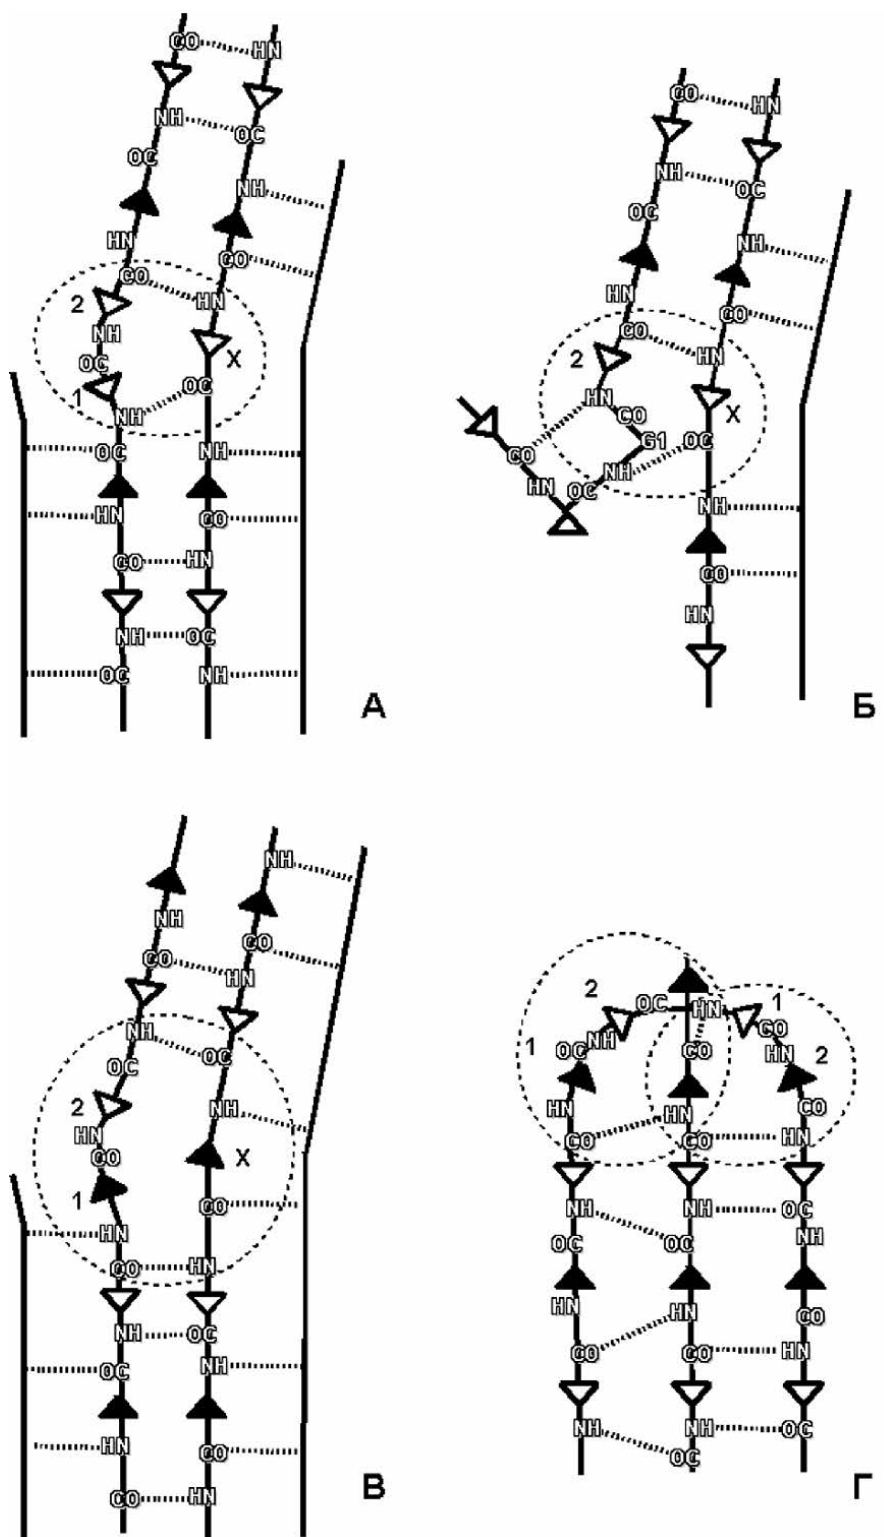 CO HN
NH OC
OC NH
HN CO
CO HN
2
NH X
OC OC
1
NH
OC NH
HN CO
CO HN
NH OC
OC NH
А
CO HN
NH OC
OC NH
HN CO
CO HN
2
HN X
CO G1 OC
CO NH
HN OC NH
CO
HN
Б
NH
NH CO
CO HN
NH OC
OC
2 NH
HN
CO X
1 CO
HN
CO HN
NH OC
OC NH
HN CO
CO HN
В
2 OC HN 1
CO
1 OC NH CO HN 2
HN HN CO
CO CO HN
NH NH OC
OC OC NH
HN HN CO
CO CO HN
NH NH OC
OC
Г